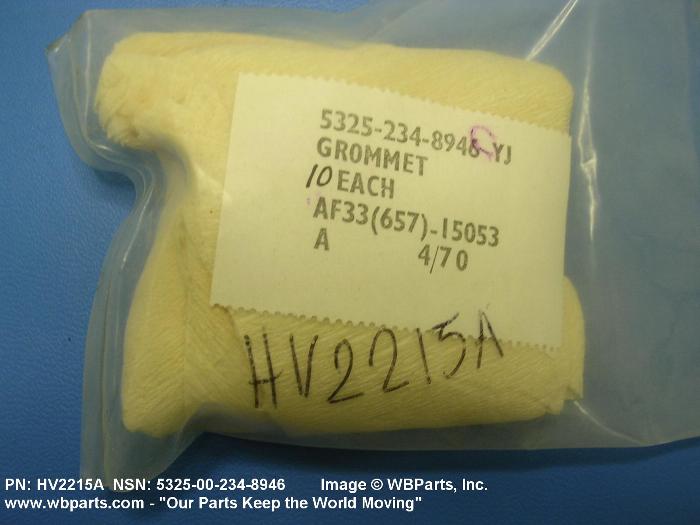 5325-234-8946-YJ
GROMMET
10 EACH
AF33(657)-15053
A 4/70
HV2215A
PN: HV2215A NSN: 5325-00-234-8946 Image © WBParts, Inc.
www.wbparts.com - "Our Parts Keep the World Moving"